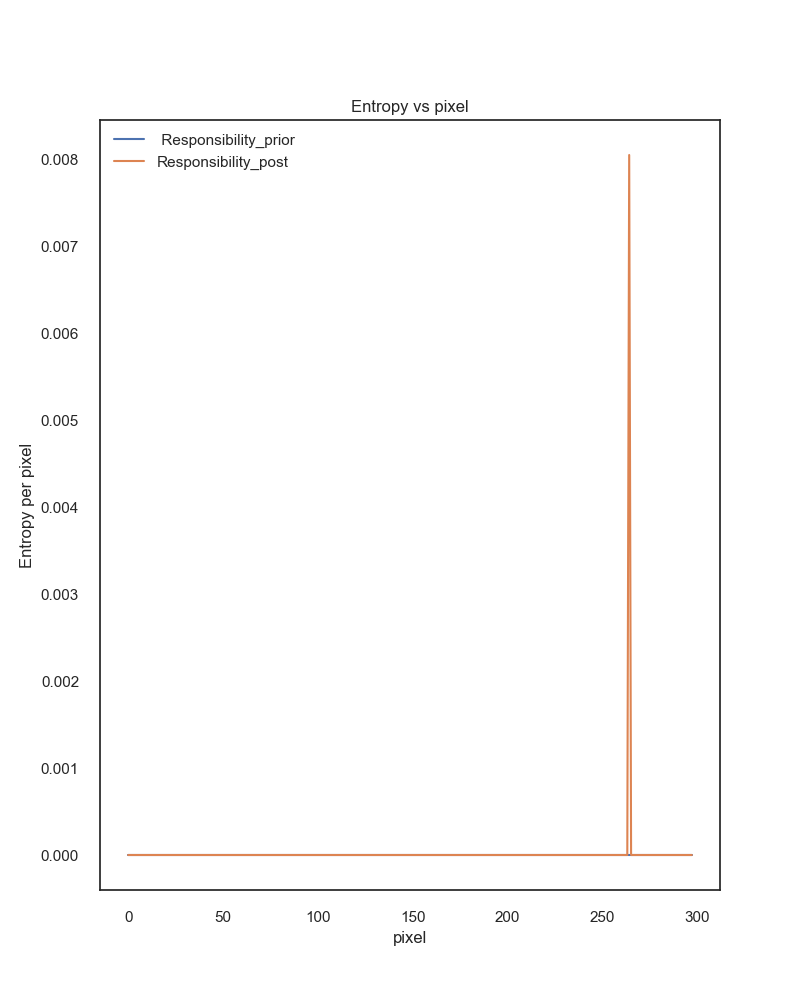 Entropy vs pixel
Responsibility_prior
Responsibility_post
0.008
0.007
0.006
0.005
0.004
0.003
0.002
0.001
0.000
Entropy per pixel
0 50 100 150 200 250 300
pixel